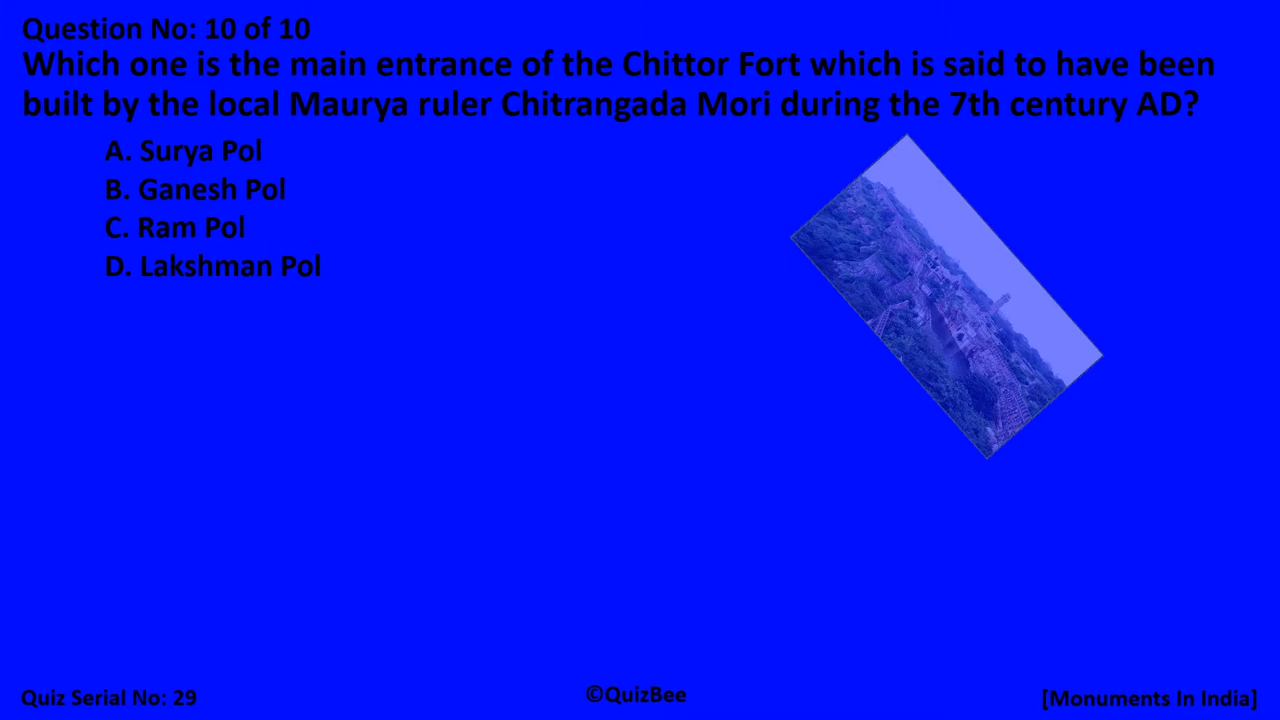 Question No: 10 of 10
Which one is the main entrance of the Chittor Fort which is said to have been
built by the local Maurya ruler Chitrangada Mori during the 7th century AD?
A. Surya Pol
B. Ganesh Pol
C. Ram Pol
D. Lakshman Pol
Quiz Serial No: 29
©QuizBee
[Monuments In India]